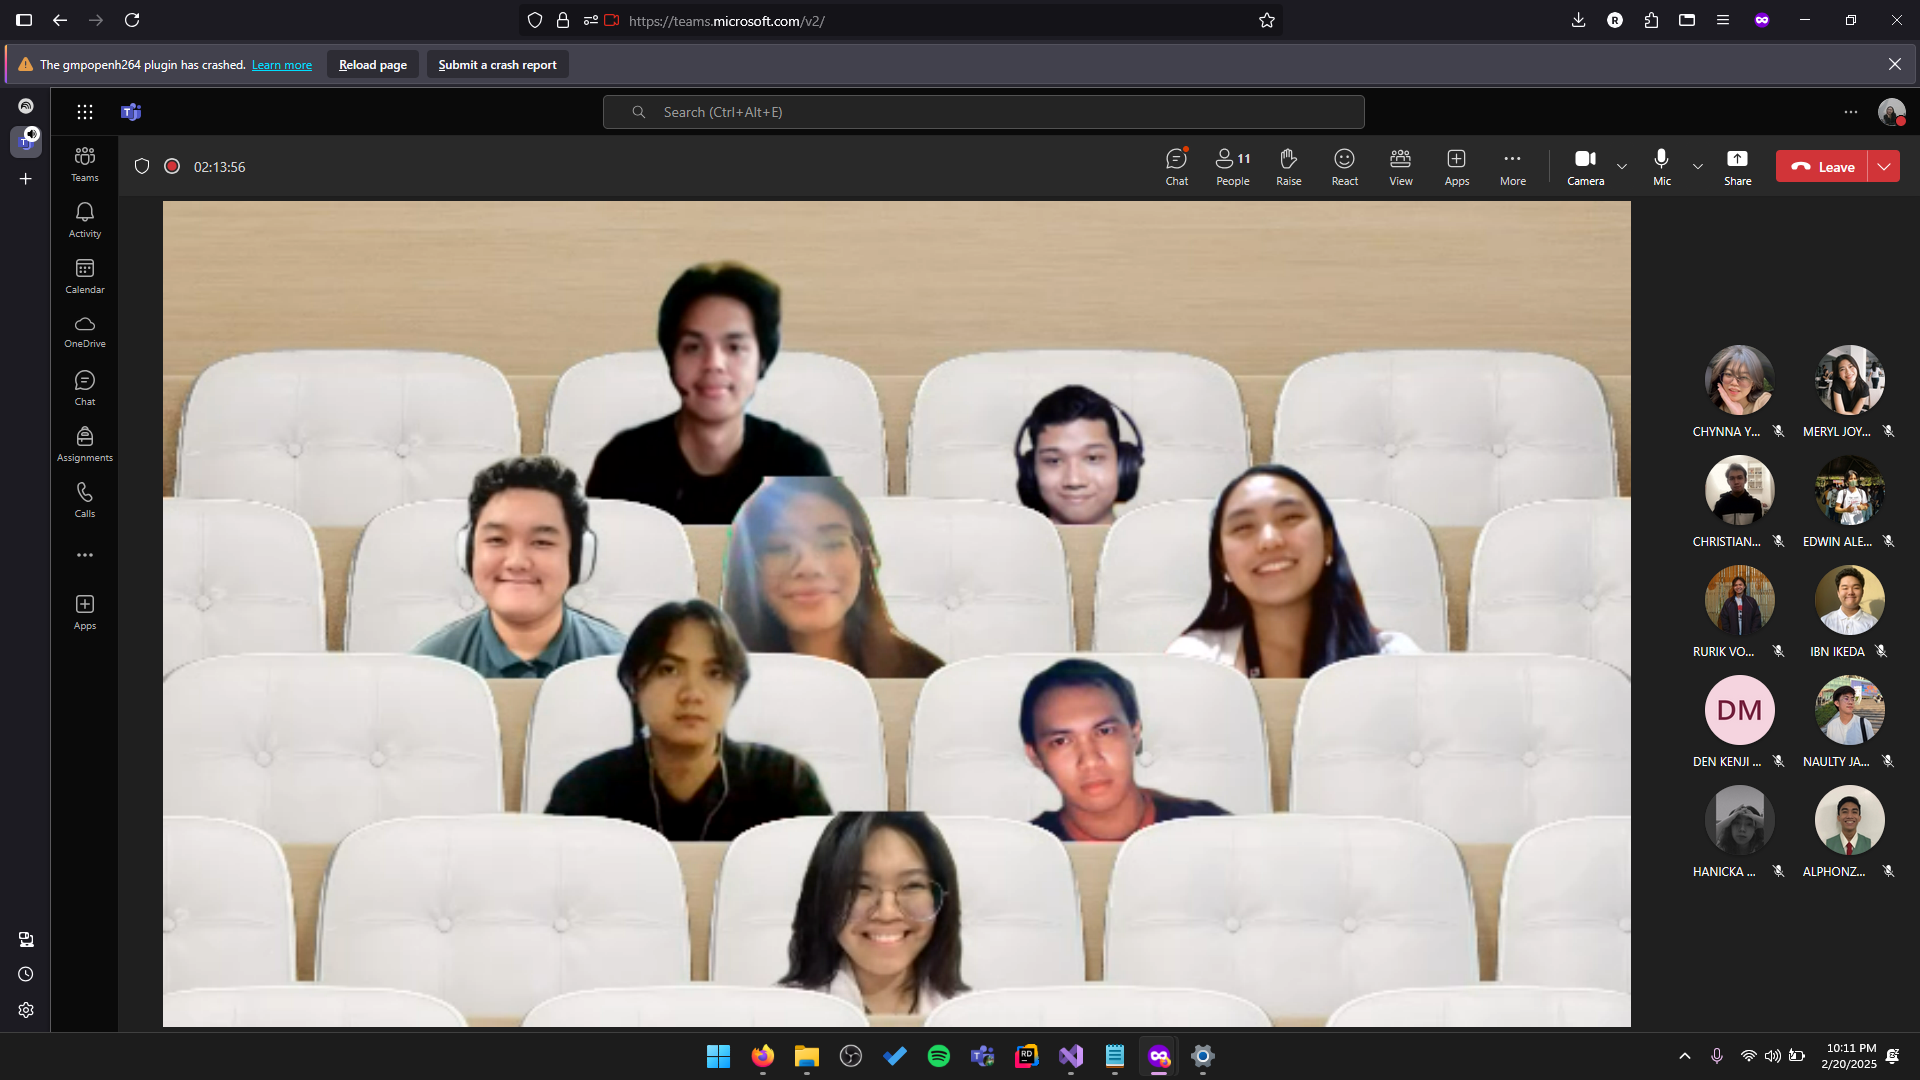 https://teams.microsoft.com/v2/
R
The gmpopenh264 plugin has crashed. Learn more Reload page Submit a crash report
Search (Ctrl+Alt+E)
02:13:56
Chat
11
People
Raise
React
View
Apps
More
Camera
Mic
Share
Leave
Teams
Activity
Calendar
OneDrive
Chat
Assignments
Calls
Apps
CHYNNA Y... MERYL JOY...
CHRISTIAN... EDWIN ALE...
RURIK VO... IBN IKEDA
DM
DEN KENJI ... NAULTY JA...
HANICKA ... ALPHONZ...
RD
10:11 PM
2/20/2025